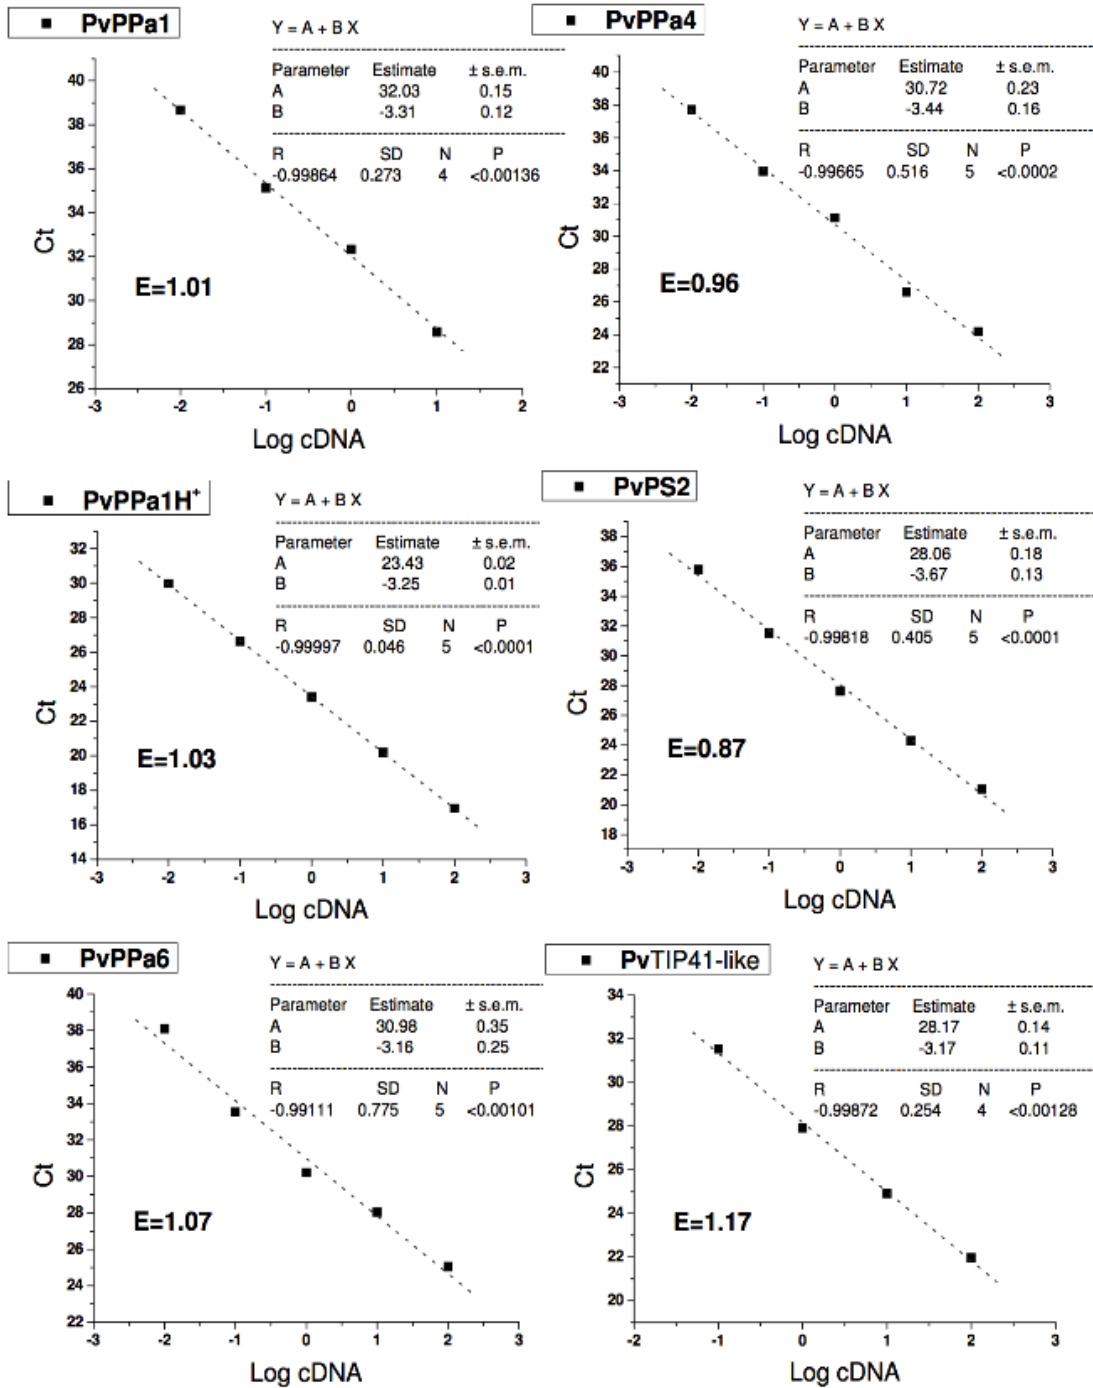 PvPPa1
Y = A + B X
Parameter Estimate ± s.e.m.
A 32.03 0.15
B -3.31 0.12
R SD N P
-0.99864 0.273 4 <0.00136
40
38
36
34
32
30
28
26
Ct
E=1.01
-3 -2 -1 0 1 2
Log cDNA
PvPPa4
Y = A + B X
Parameter Estimate ± s.e.m.
A 30.72 0.23
B -3.44 0.16
R SD N P
-0.99665 0.516 5 <0.0002
40
38
36
34
32
30
28
26
24
22
Ct
E=0.96
-3 -2 -1 0 1 2 3
Log cDNA
PvPPa1H⁺
Y = A + B X
Parameter Estimate ± s.e.m.
A 23.43 0.02
B -3.25 0.01
R SD N P
-0.99997 0.046 5 <0.0001
32
30
28
26
24
22
20
18
16
14
Ct
E=1.03
-3 -2 -1 0 1 2 3
Log cDNA
PvPS2
Y = A + B X
Parameter Estimate ± s.e.m.
A 28.06 0.18
B -3.67 0.13
R SD N P
-0.99818 0.405 5 <0.0001
38
36
34
32
30
28
26
24
22
20
18
Ct
E=0.87
-3 -2 -1 0 1 2 3
Log cDNA
PvPPa6
Y = A + B X
Parameter Estimate ± s.e.m.
A 30.98 0.35
B -3.16 0.25
R SD N P
-0.99111 0.775 5 <0.00101
40
38
36
34
32
30
28
26
24
22
Ct
E=1.07
-3 -2 -1 0 1 2 3
Log cDNA
PvTIP41-like
Y = A + B X
Parameter Estimate ± s.e.m.
A 28.17 0.14
B -3.17 0.11
R SD N P
-0.99872 0.254 4 <0.00128
34
32
30
28
26
24
22
20
Ct
E=1.17
-2 -1 0 1 2 3
Log cDNA